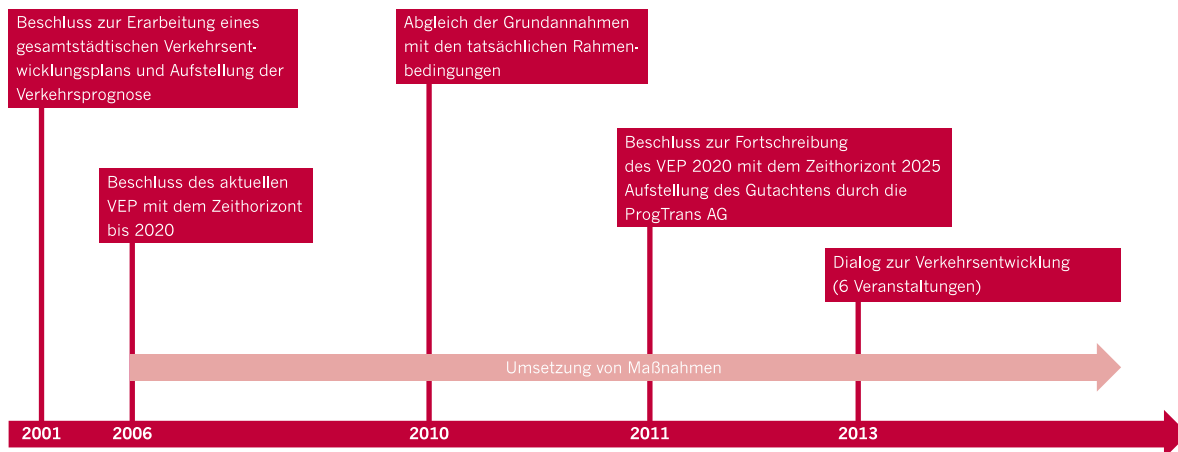 Beschluss zur Erarbeitung eines
gesamtstädtischen Verkehrsent-
wicklungsplans und Aufstellung der
Verkehrsprognose
Abgleich der Grundannahmen
mit den tatsächlichen Rahmen-
bedingungen
Beschluss zur Fortschreibung
des VEP 2020 mit dem Zeithorizont 2025
Aufstellung des Gutachtens durch die
ProgTrans AG
Beschluss des aktuellen
VEP mit dem Zeithorizont
bis 2020
Dialog zur Verkehrsentwicklung
(6 Veranstaltungen)
Umsetzung von Maßnahmen
2001 2006 2010 2011 2013